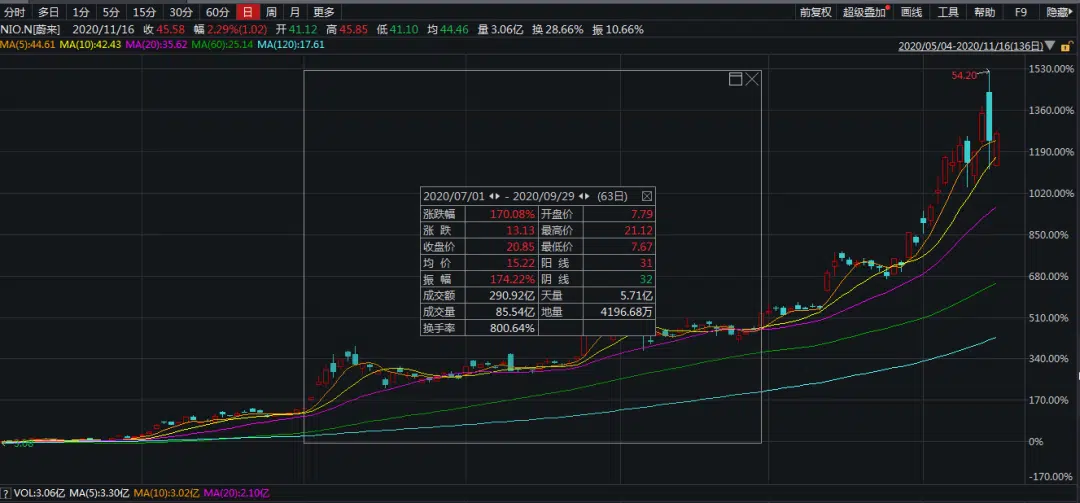 分时 多日 1分 5分 15分 30分 60分 日 周 月 更多 前复权 超级叠加 画线 工具 帮助 F9 隐藏
NIO.N[蔚来] 2020/11/16 收 45.58 幅 2.29%(1.02) 开 41.12 高 45.85 低 41.10 均 44.46 量 3.06亿 换 28.66% 振 10.66%
MA(5):44.61 MA(10):42.43 MA(20):35.62 MA(60):25.14 MA(120):17.61 2020/05/04-2020/11/16(136日)
54.20
1530.00%
1360.00%
1190.00%
1020.00%
850.00%
680.00%
510.00%
340.00%
170.00%
0%
-170.00%
2020/07/01 - 2020/09/29 (63日)
涨跌幅 170.08% 开盘价 7.79
涨 跌 13.13 最高价 21.12
收盘价 20.85 最低价 7.67
均 价 15.22 阳 线 31
振 幅 174.22% 阴 线 32
成交额 290.92亿 天量 5.71亿
成交量 85.54亿 地量 4196.68万
换手率 800.64%
? VOL:3.06亿 MA(5):3.30亿 MA(10):3.02亿 MA(20):2.10亿